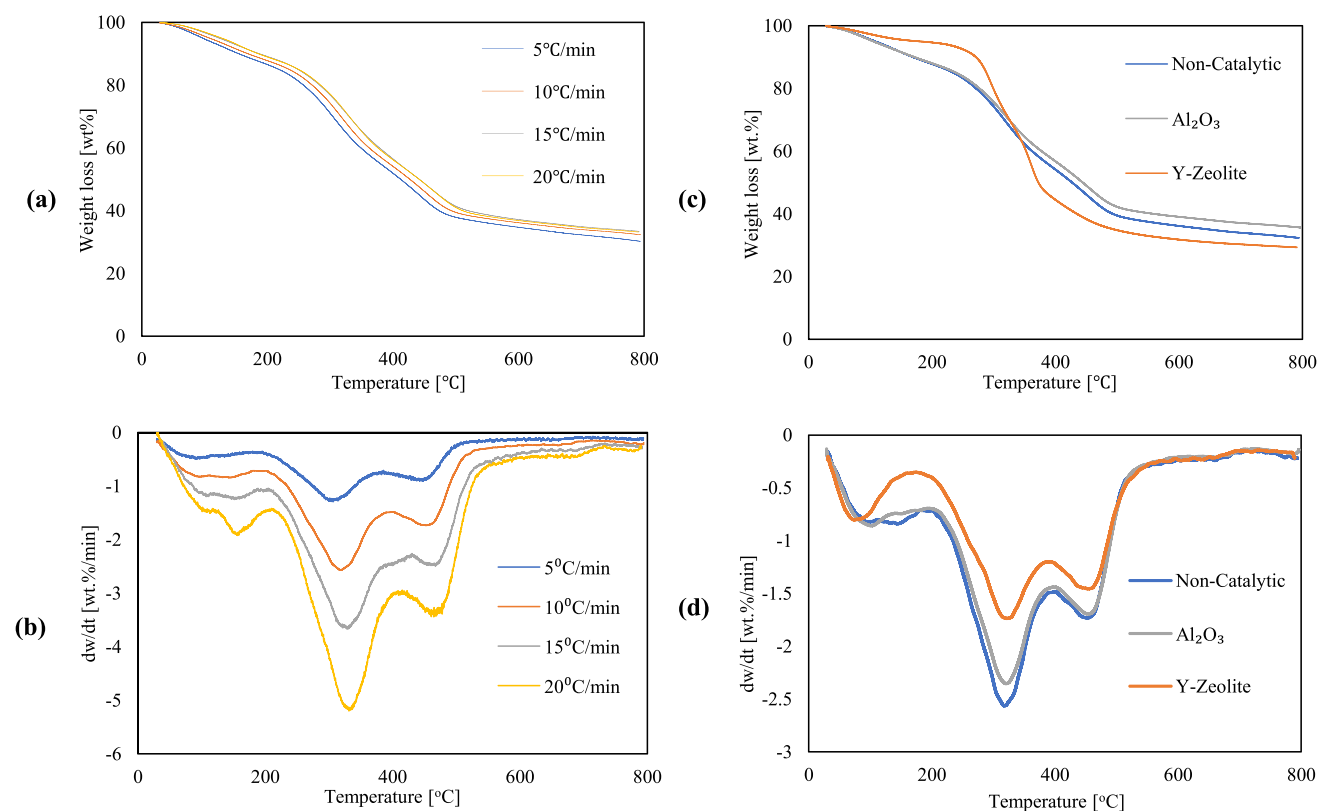 (a)
Weight loss [wt%]
100
80
60
40
20
0
0 200 400 600 800
Temperature [℃]
5℃/min
10℃/min
15℃/min
20℃/min
(c)
Weight loss [wt.%]
100
80
60
40
20
0
0 200 400 600 800
Temperature [℃]
Non-Catalytic
Al₂O₃
Y-Zeolite
(b)
dw/dt [wt.%/min]
0
-1
-2
-3
-4
-5
-6
0 200 400 600 800
Temperature [°C]
5⁰C/min
10⁰C/min
15⁰C/min
20⁰C/min
(d)
dw/dt [wt.%/min]
0
-0.5
-1
-1.5
-2
-2.5
-3
0 200 400 600 800
Temperature [°C]
Non-Catalytic
Al₂O₃
Y-Zeolite